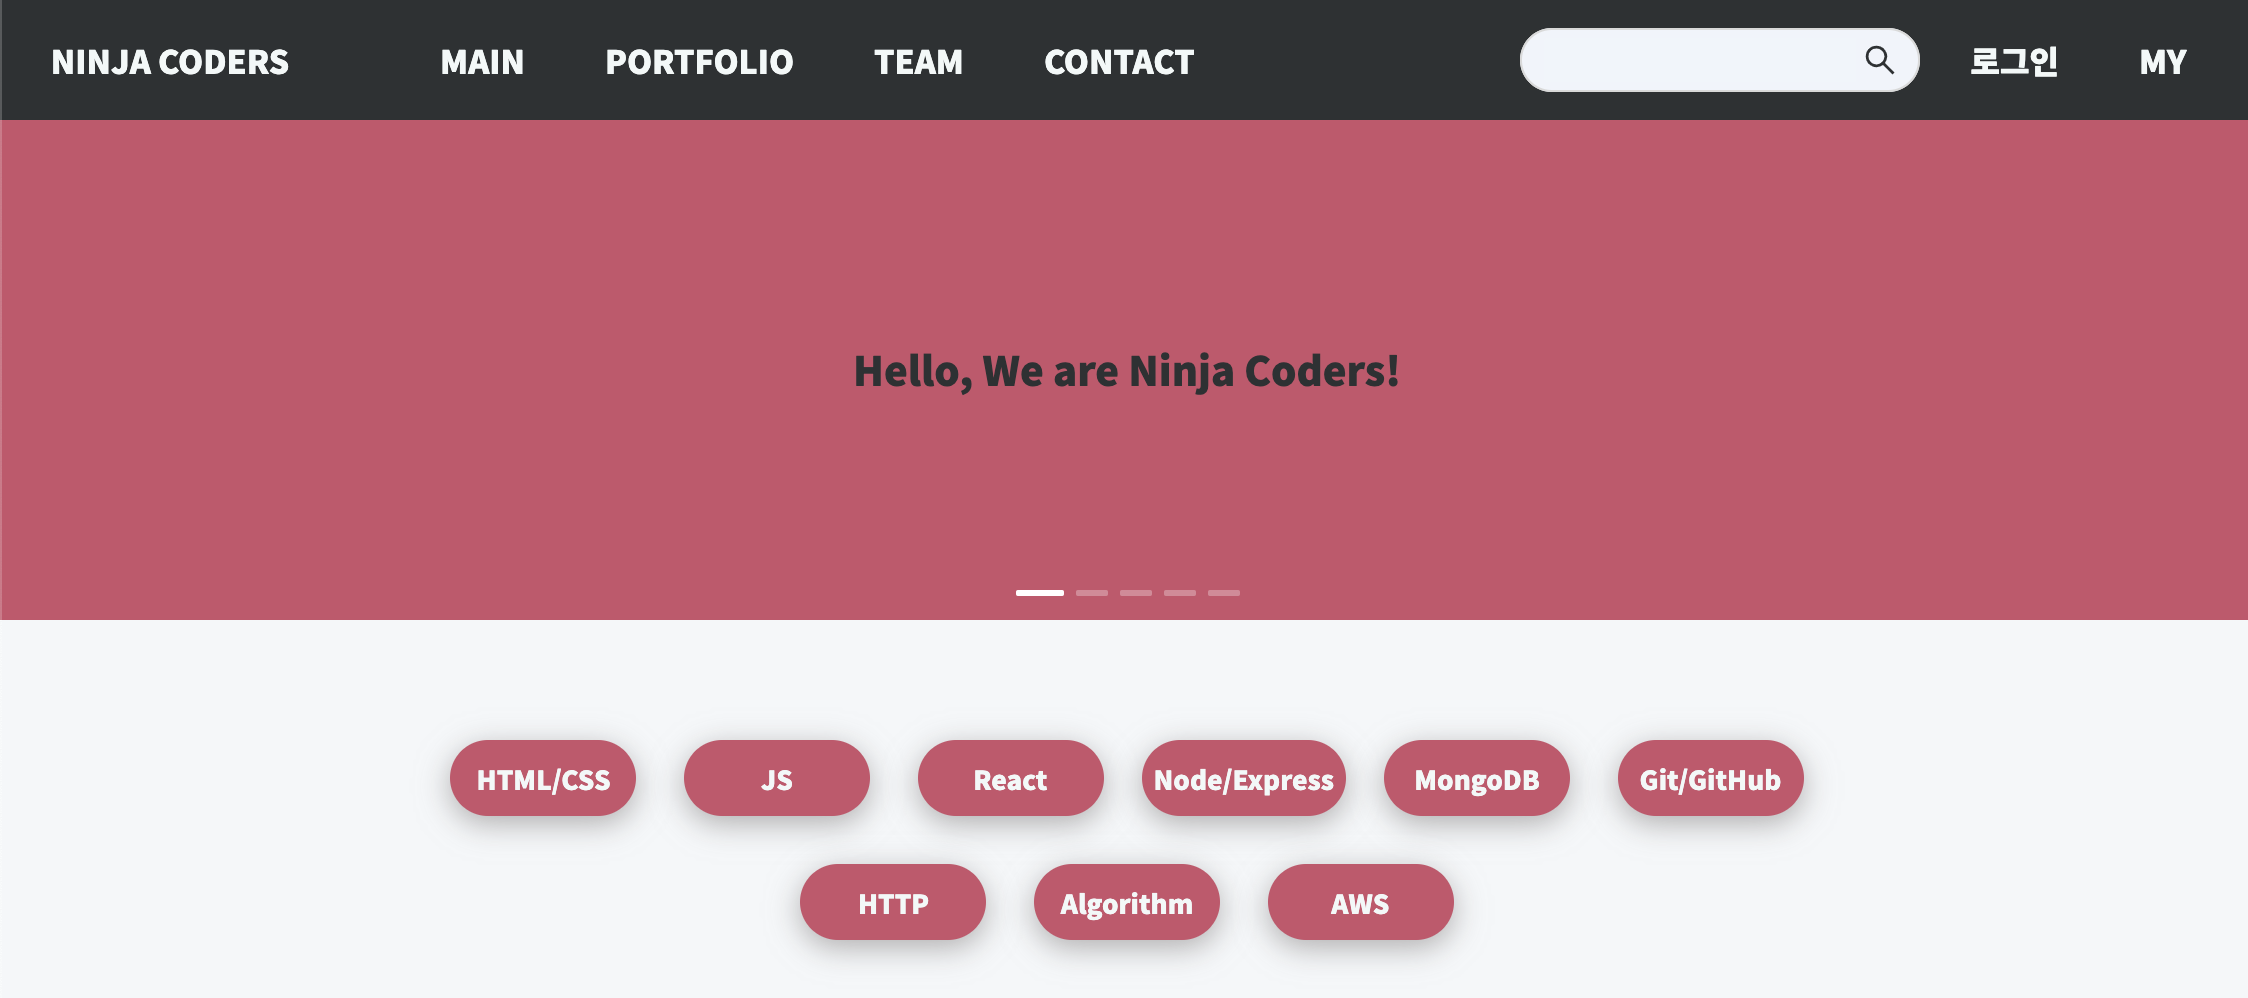 NINJA CODERS MAIN PORTFOLIO TEAM CONTACT 로그인 MY
Hello, We are Ninja Coders!
HTML/CSS JS React Node/Express MongoDB Git/GitHub
HTTP Algorithm AWS